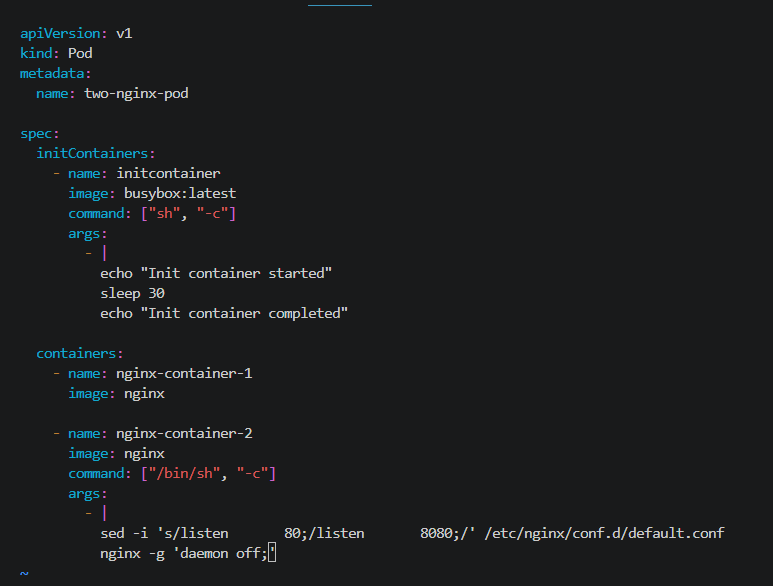 apiVersion: v1
kind: Pod
metadata:
  name: two-nginx-pod

spec:
  initContainers:
    - name: initcontainer
      image: busybox:latest
      command: ["sh", "-c"]
      args:
        - |
          echo "Init container started"
          sleep 30
          echo "Init container completed"

  containers:
    - name: nginx-container-1
      image: nginx

    - name: nginx-container-2
      image: nginx
      command: ["/bin/sh", "-c"]
      args:
        - |
          sed -i 's/listen       80;/listen       8080;/' /etc/nginx/conf.d/default.conf
          nginx -g 'daemon off;'
~